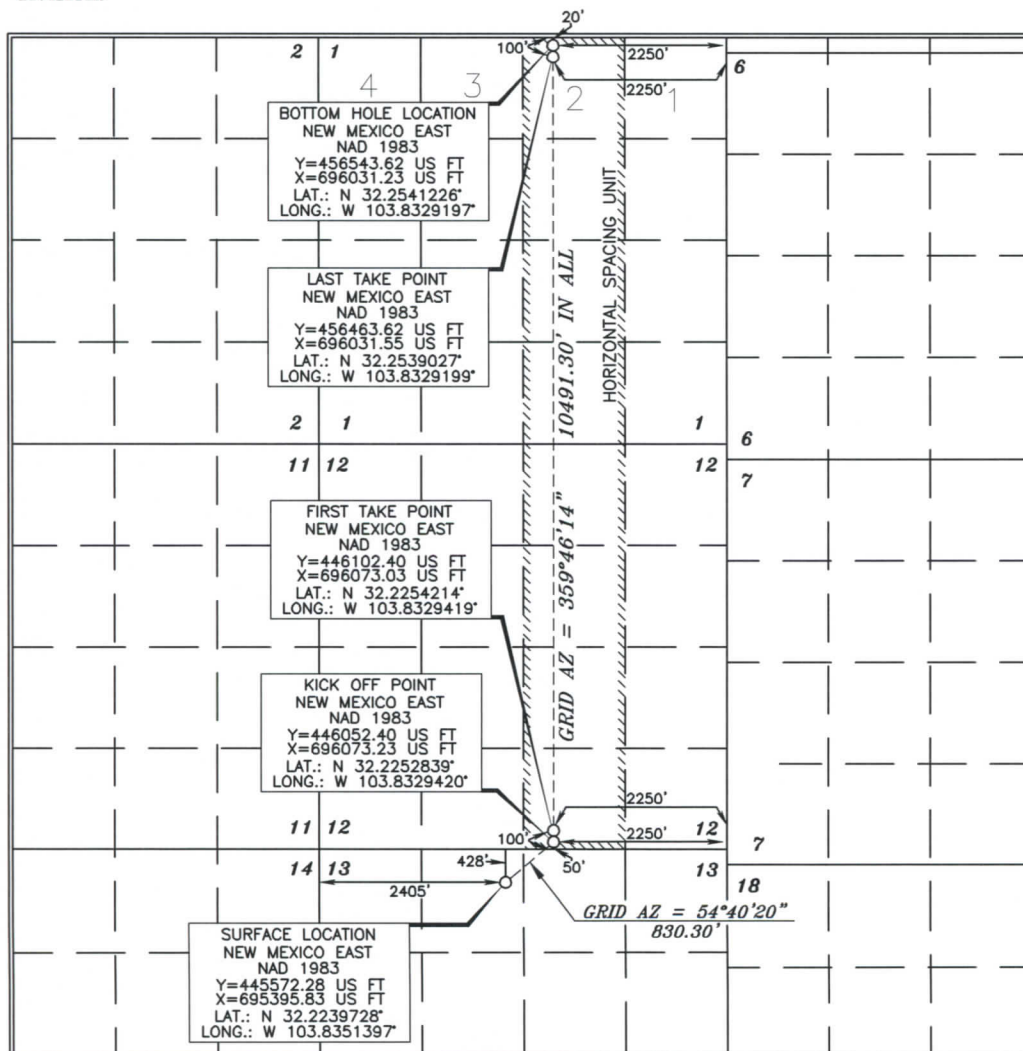 20'
2 1
100'
2250'
6
4 3 2 1
2250'
BOTTOM HOLE LOCATION
NEW MEXICO EAST
NAD 1983
Y=456543.62 US FT
X=696031.23 US FT
LAT.: N 32.2541226°
LONG.: W 103.8329197°
LAST TAKE POINT
NEW MEXICO EAST
NAD 1983
Y=456463.62 US FT
X=696031.55 US FT
LAT.: N 32.2539027°
LONG.: W 103.8329199°
10491.30' IN ALL
HORIZONTAL SPACING UNIT
2 1
1 6
11 12
12 7
FIRST TAKE POINT
NEW MEXICO EAST
NAD 1983
Y=446102.40 US FT
X=696073.03 US FT
LAT.: N 32.2254214°
LONG.: W 103.8329419°
GRID AZ = 359°46'14"
KICK OFF POINT
NEW MEXICO EAST
NAD 1983
Y=446052.40 US FT
X=696073.23 US FT
LAT.: N 32.2252839°
LONG.: W 103.8329420°
2250'
11 12
100'
2250'
12
7
14 13
428'
50'
13
18
2405'
GRID AZ = 54°40'20"
830.30'
SURFACE LOCATION
NEW MEXICO EAST
NAD 1983
Y=445572.28 US FT
X=695395.83 US FT
LAT.: N 32.2239728°
LONG.: W 103.8351397°